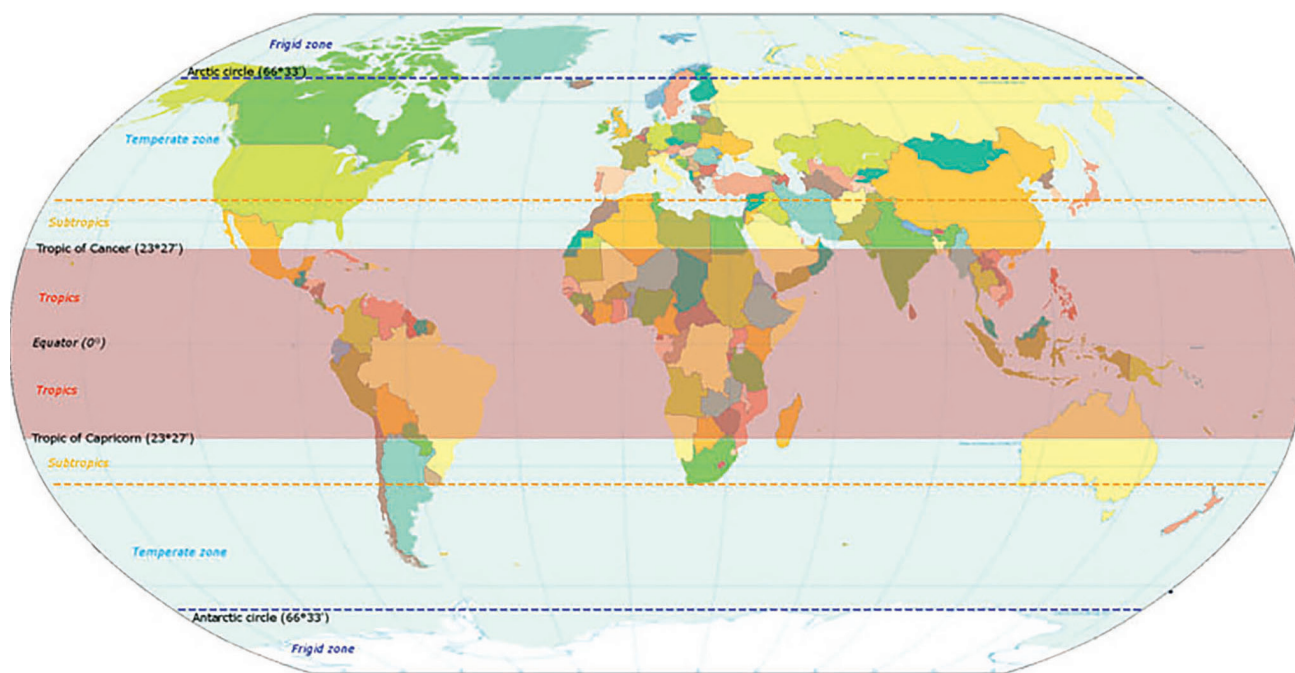 Frigid zone
Arctic circle (66*33')
Temperate zone
Subtropics
Tropic of Cancer (23*27')
Tropics
Equator (0º)
Tropics
Tropic of Capricorn (23*27')
Subtropics
Temperate zone
Antarctic circle (66*33')
Frigid zone